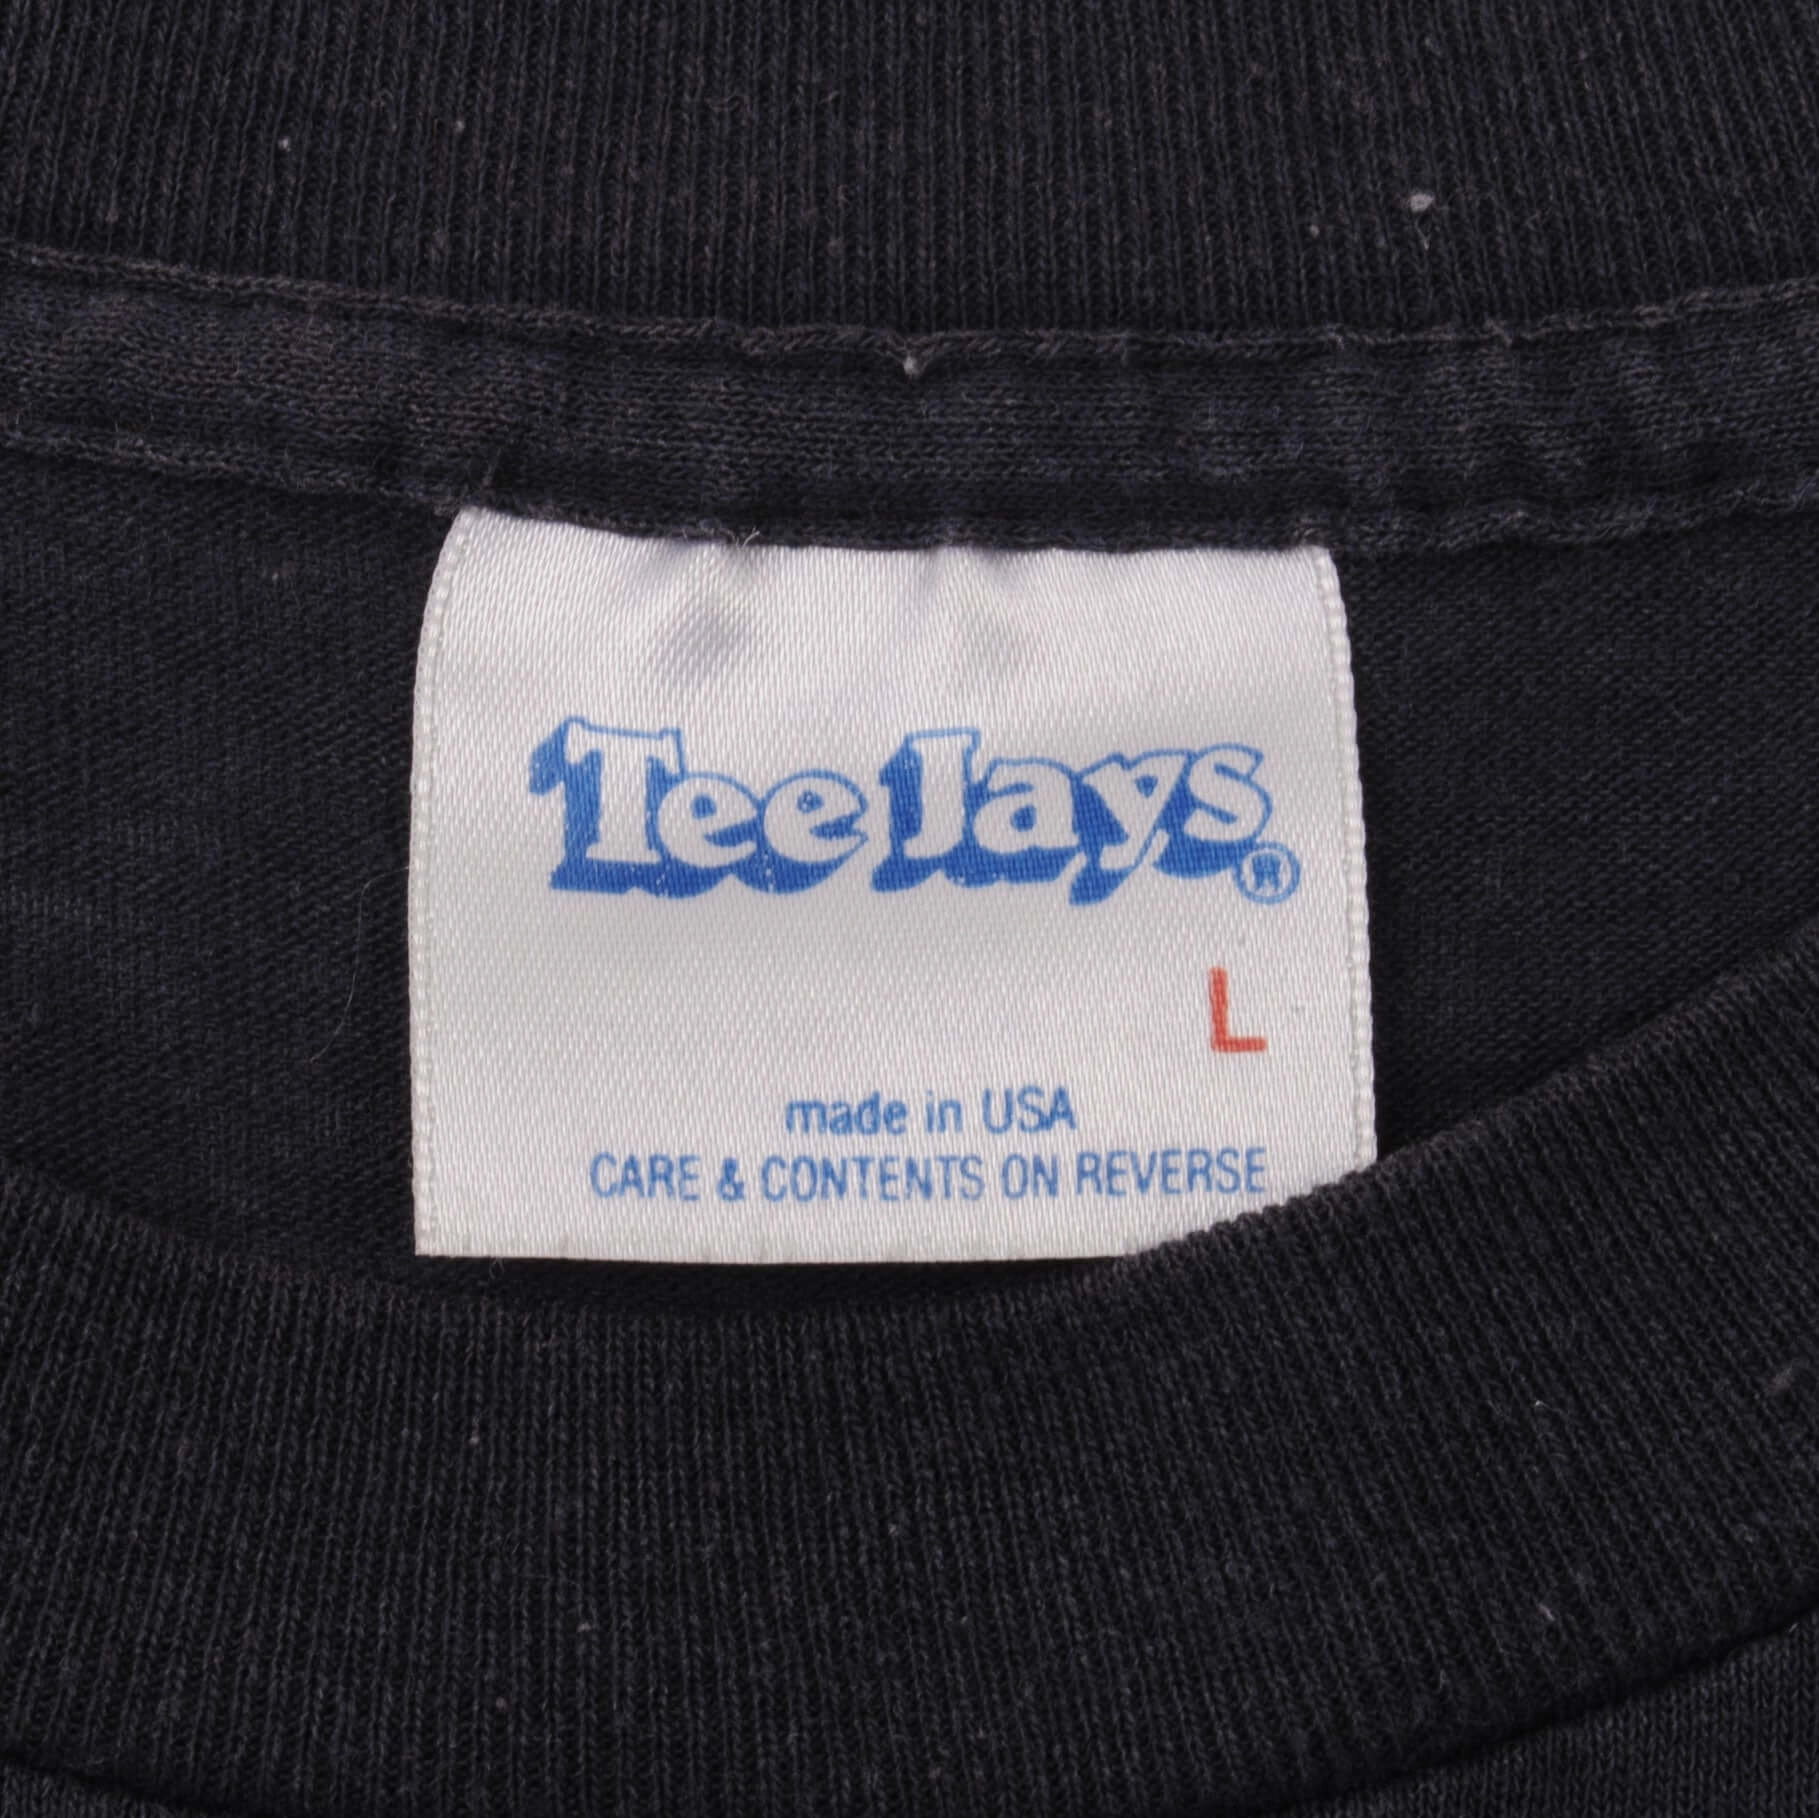 Tee Jays ®
L
made in USA
CARE & CONTENTS ON REVERSE